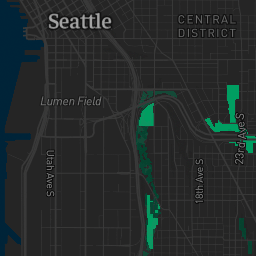 Seattle
CENTRAL
DISTRICT
Lumen Field
Utah Ave S
18th Ave S
23rd Ave S